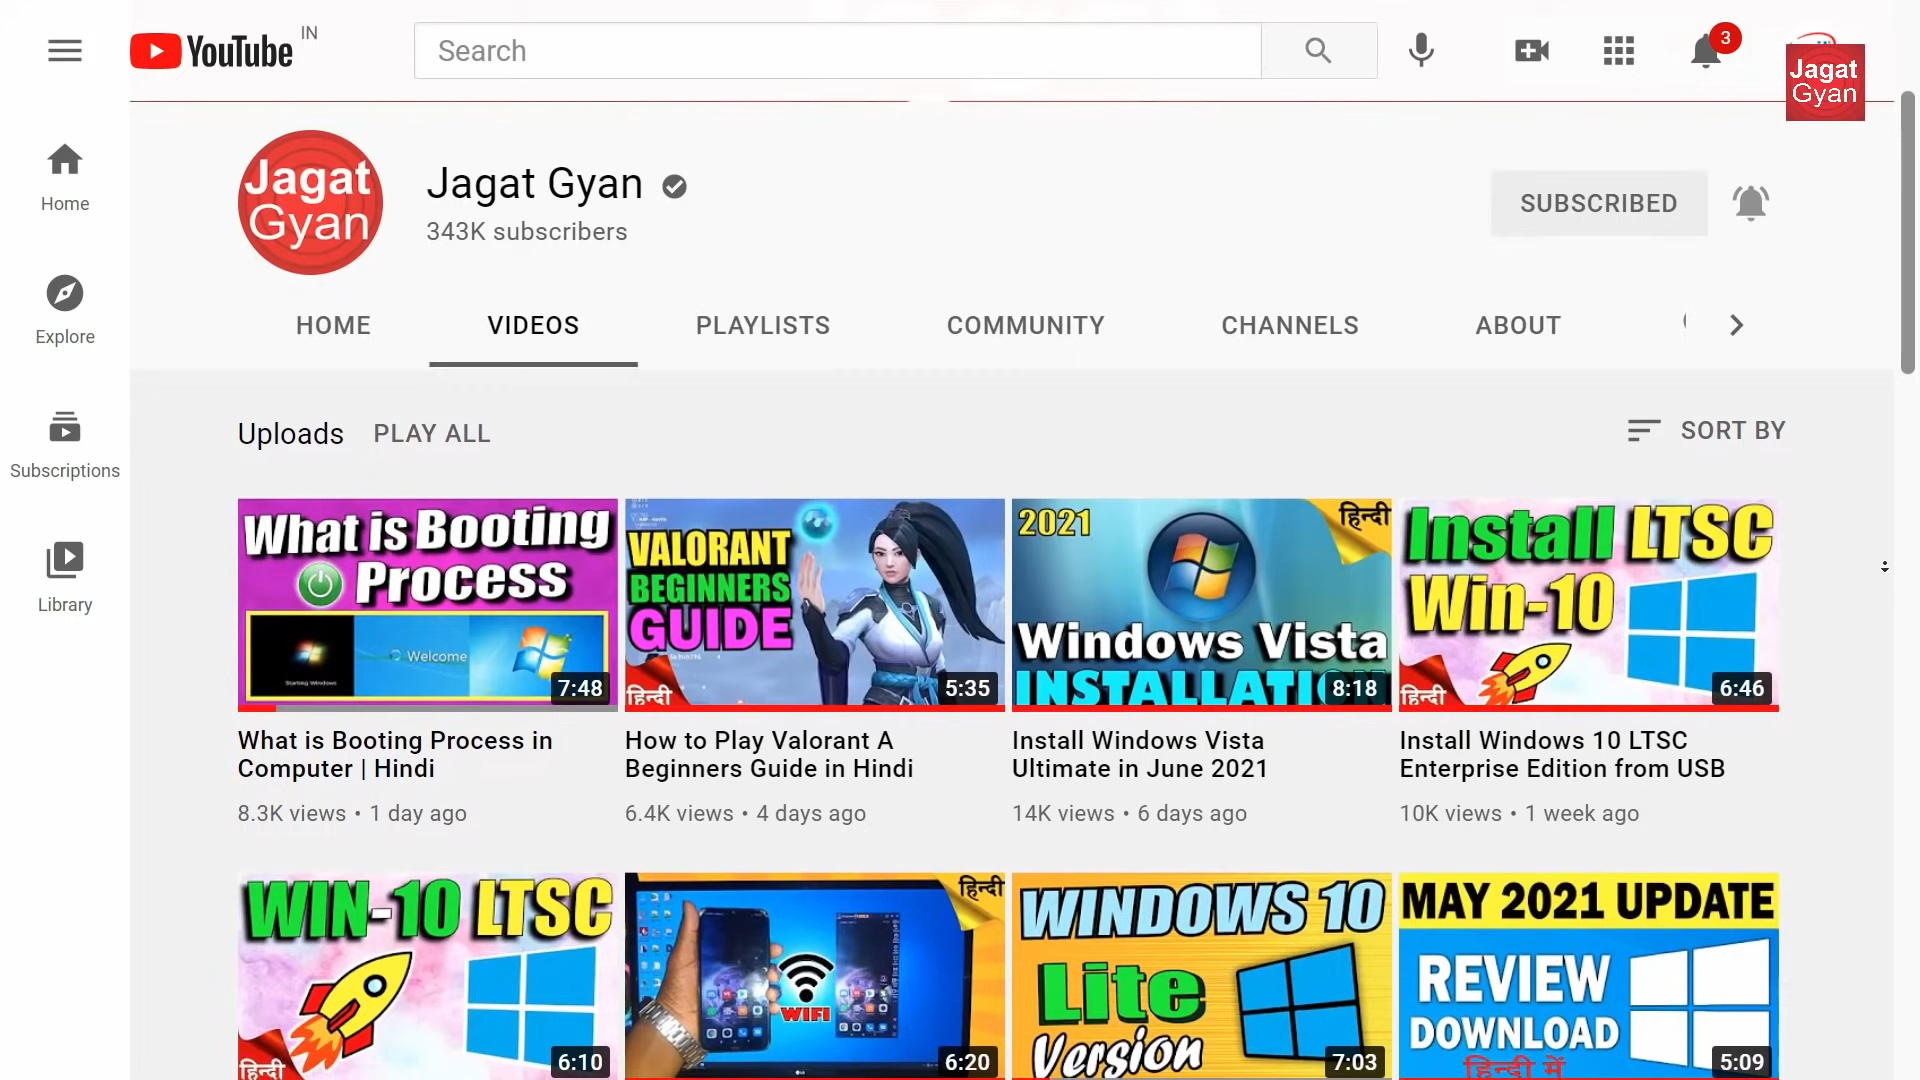 YouTube IN
Search
3
Jagat
Gyan
Jagat
Gyan
Jagat Gyan
343K subscribers
SUBSCRIBED
Home
Explore
Subscriptions
Library
HOME VIDEOS PLAYLISTS COMMUNITY CHANNELS ABOUT
Uploads PLAY ALL
SORT BY
What is Booting
Process
Starting Windows
Welcome
7:48
VALORANT
BEGINNERS
GUIDE
हिन्दी
5:35
2021
हिन्दी
Windows Vista
INSTALLATION
8:18
Install LTSC
Win-10
हिन्दी
6:46
What is Booting Process in
Computer | Hindi
8.3K views • 1 day ago
How to Play Valorant A
Beginners Guide in Hindi
6.4K views • 4 days ago
Install Windows Vista
Ultimate in June 2021
14K views • 6 days ago
Install Windows 10 LTSC
Enterprise Edition from USB
10K views • 1 week ago
WIN-10 LTSC
हिन्दी
6:10
हिन्दी
WIFI
6:20
WINDOWS 10
Lite
Version
7:03
MAY 2021 UPDATE
REVIEW
DOWNLOAD
हिन्दी में
5:09